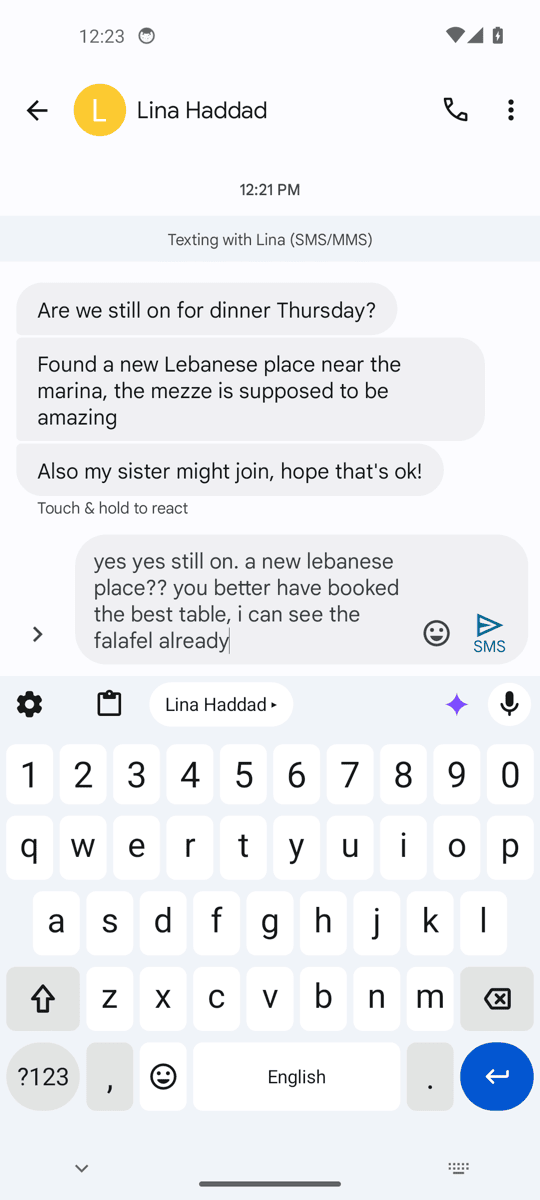 12:23
L
Lina Haddad
12:21 PM
Texting with Lina (SMS/MMS)
Are we still on for dinner Thursday?
Found a new Lebanese place near the
marina, the mezze is supposed to be
amazing
Also my sister might join, hope that's ok!
Touch & hold to react
yes yes still on. a new lebanese
place?? you better have booked
the best table, i can see the
falafel already
SMS
Lina Haddad
1 2 3 4 5 6 7 8 9 0
q w e r t y u i o p
a s d f g h j k l
z x c v b n m
?123 , English .